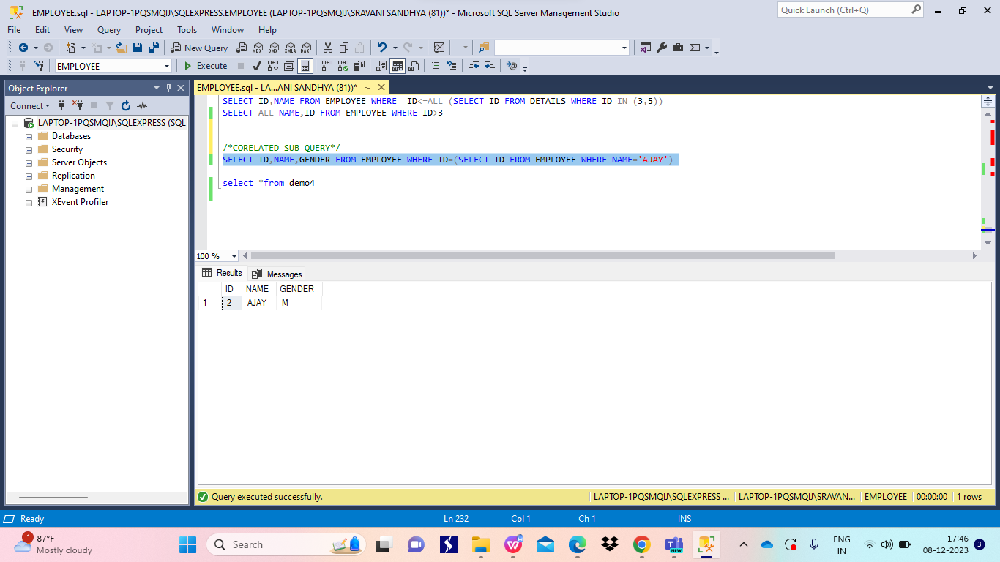 EMPLOYEE.sql - LAPTOP-1PQSMQIJ\SQLEXPRESS.EMPLOYEE (LAPTOP-1PQSMQIJ\SRAVANI SANDHYA (81))* - Microsoft SQL Server Management Studio
Quick Launch (Ctrl+Q)
File Edit View Query Project Tools Window Help
New Query MDX DMX XMLA DAX
EMPLOYEE Execute
Object Explorer
EMPLOYEE.sql - LA...ANI SANDHYA (81))*
Connect
LAPTOP-1PQSMQIJ\SQLEXPRESS (SQL
Databases
Security
Server Objects
Replication
Management
XEvent Profiler
SELECT ID,NAME FROM EMPLOYEE WHERE  ID<=ALL (SELECT ID FROM DETAILS WHERE ID IN (3,5))
SELECT ALL NAME,ID FROM EMPLOYEE WHERE ID>3
/*CORELATED SUB QUERY*/
SELECT ID,NAME,GENDER FROM EMPLOYEE WHERE ID=(SELECT ID FROM EMPLOYEE WHERE NAME='AJAY')
select *from demo4
100 %
Results Messages
ID NAME GENDER
1 2 AJAY M
Query executed successfully.
LAPTOP-1PQSMQIJ\SQLEXPRESS ... LAPTOP-1PQSMQIJ\SRAVAN... EMPLOYEE 00:00:00 1 rows
Ready Ln 232 Col 1 Ch 1 INS
1
87°F
Mostly cloudy
Search
NEW
ENG
IN
17:46
08-12-2023
3